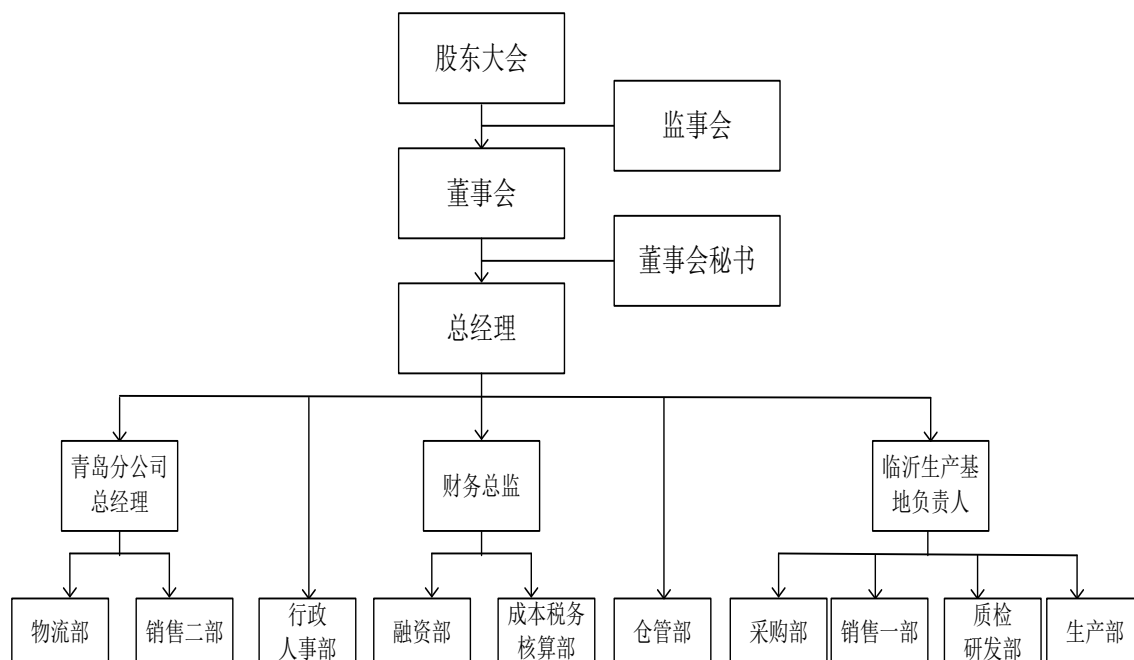 股东大会
监事会
董事会
董事会秘书
总经理
青岛分公司
总经理
财务总监
临沂生产基
地负责人
物流部
销售二部
行政
人事部
融资部
成本税务
核算部
仓管部
采购部
销售一部
质检
研发部
生产部